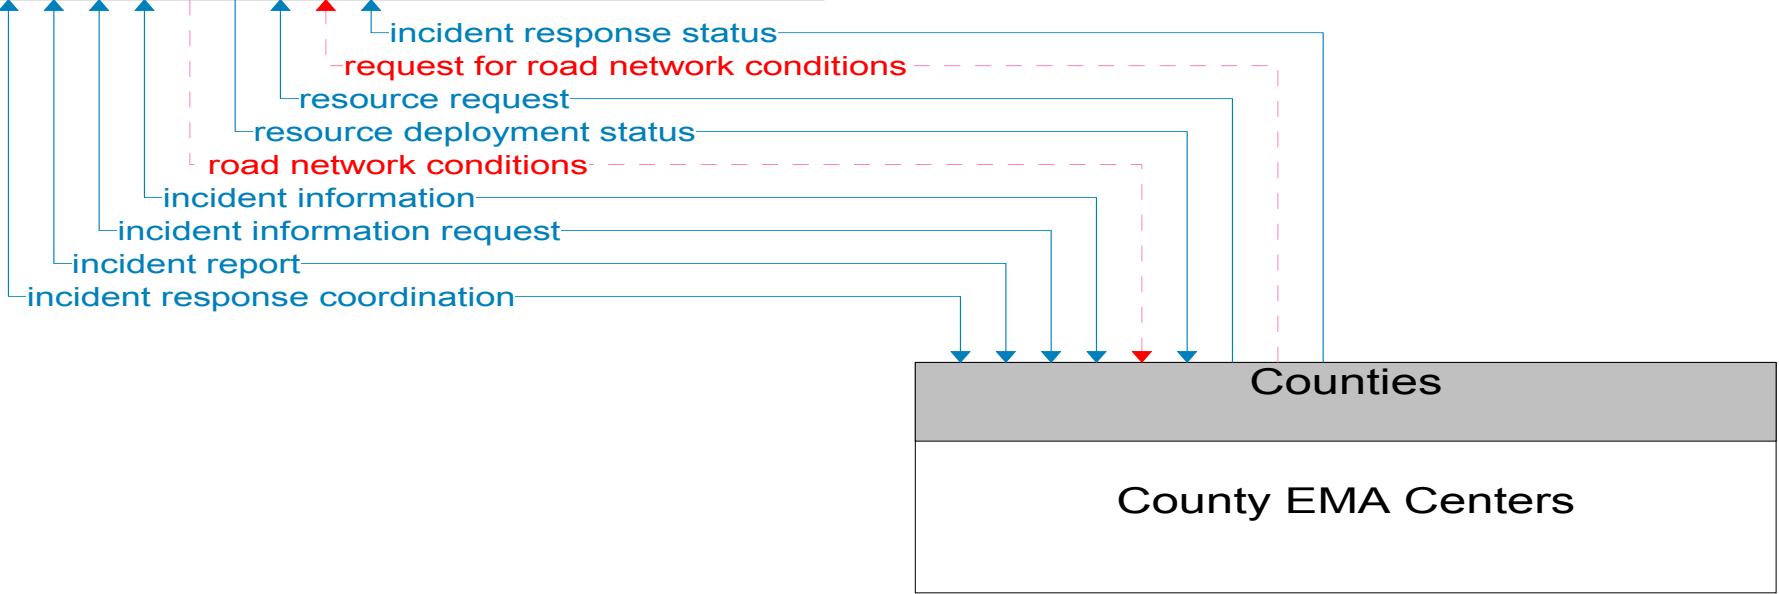 incident response status
request for road network conditions
resource request
resource deployment status
road network conditions
incident information
incident information request
incident report
incident response coordination
Counties
County EMA Centers